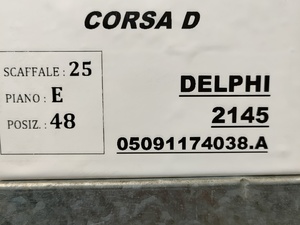 CORSA D
SCAFFALE : 25
PIANO : E
POSIZ. : 48
DELPHI
2145
05091174038.A